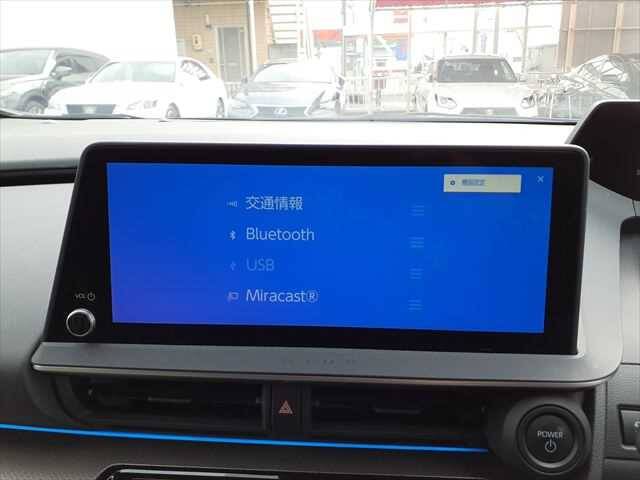 交通情報
Bluetooth
USB
Miracast®
VOL
POWER